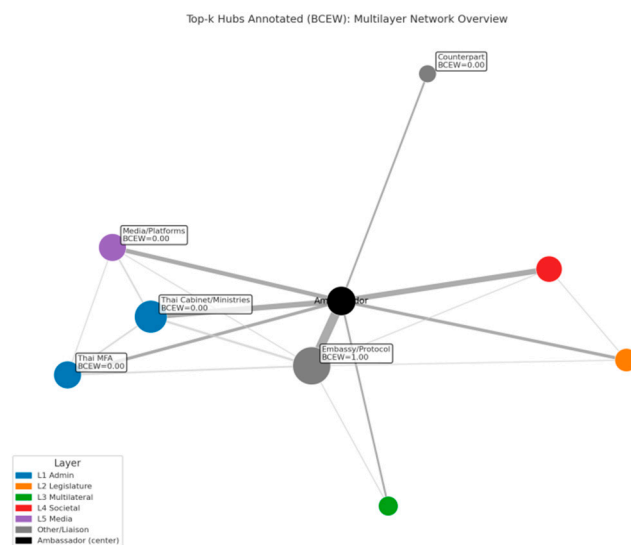 Top-k Hubs Annotated (BCEW): Multilayer Network Overview
Counterpart
BCEW=0.00
Media/Platforms
BCEW=0.00
Thai Cabinet/Ministries
BCEW=0.00
Ambassador
Embassy/Protocol
BCEW=1.00
Thai MFA
BCEW=0.00
Layer
L1 Admin
L2 Legislature
L3 Multilateral
L4 Societal
L5 Media
Other/Liaison
Ambassador (center)